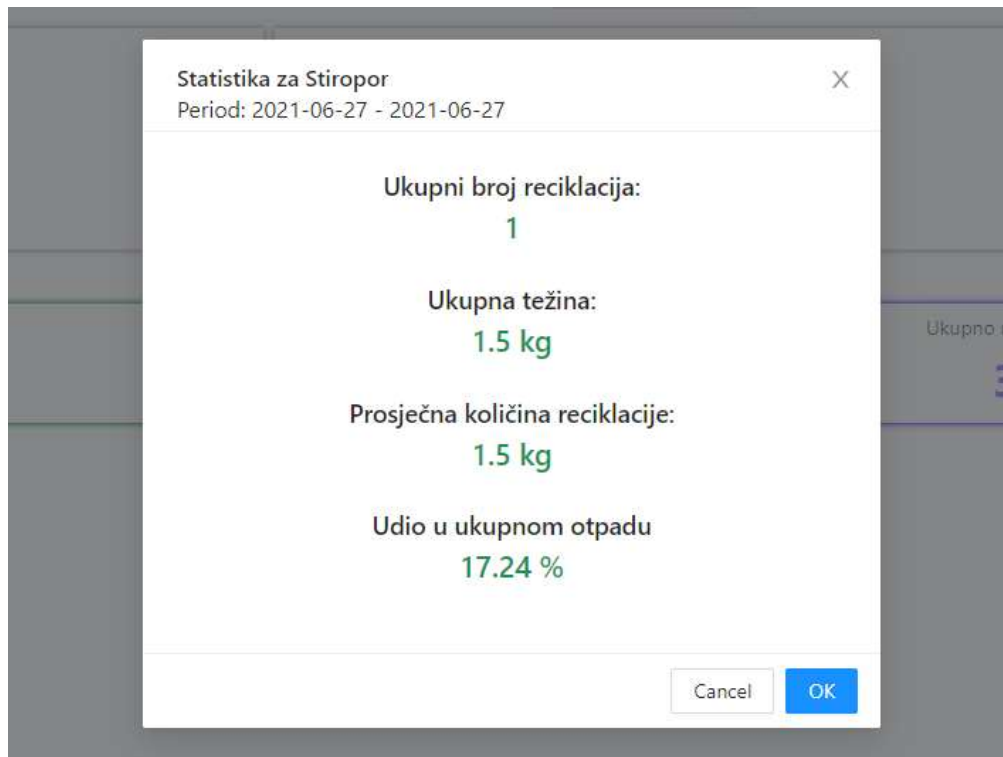 Statistika za Stiropor
Period: 2021-06-27 - 2021-06-27
Ukupni broj reciklacija:
1
Ukupna težina:
1.5 kg
Prosječna količina reciklacije:
1.5 kg
Udio u ukupnom otpadu
17.24 %
Ukupno
Cancel
OK